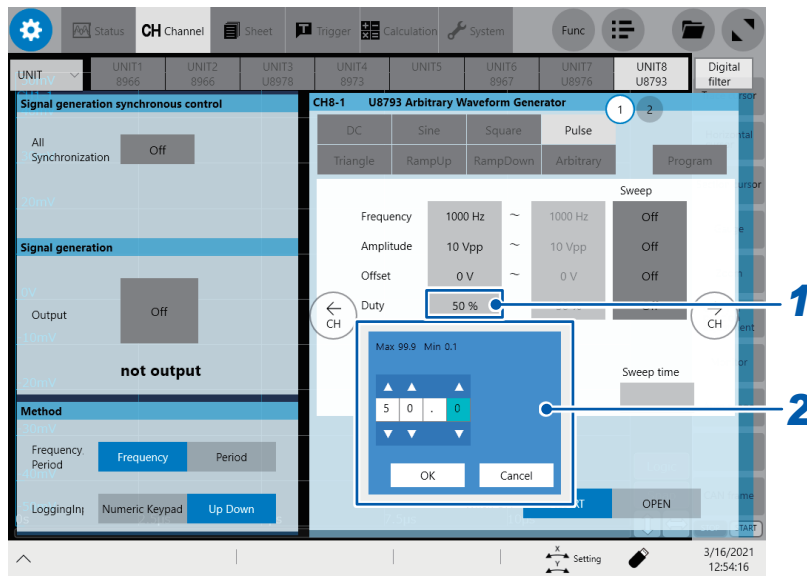 Status CH Channel Sheet Trigger Calculation System Func
UNIT UNIT1 UNIT2 UNIT3 UNIT4 UNIT5 UNIT6 UNIT7 UNIT8 Digital
8966 8966 U8978 8973 8967 U8976 U8793 filter
Signal generation synchronous control
All
Synchronization Off
Signal generation
Output Off
not output
Method
Frequency
Period Frequency Period
Numeric Keypad Up Down
CH8-1 U8793 Arbitrary Waveform Generator 1 2
DC Sine Square Pulse
Triangle RampUp RampDown Arbitrary Program
Sweep
Frequency 1000 Hz ~ 1000 Hz Off
Amplitude 10 Vpp ~ 10 Vpp Off
Offset 0 V ~ 0 V Off
Duty 50 %
← CH
→ CH
1
Max 99.9 Min 0.1
5 0 . 0
OK Cancel
2
Sweep time
OPEN
Setting
3/16/2021
12:54:16